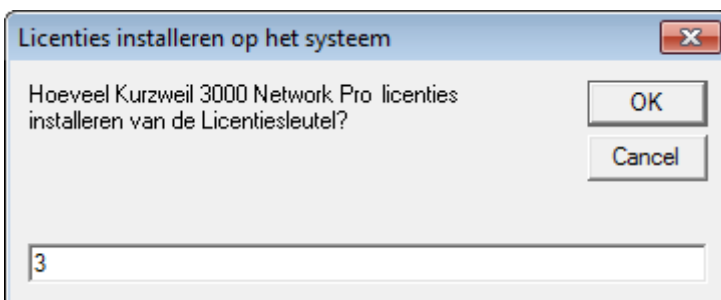 Licenties installeren op het systeem
Hoeveel Kurzweil 3000 Network Pro licenties
installeren van de Licentiesleutel?
OK
Cancel
3